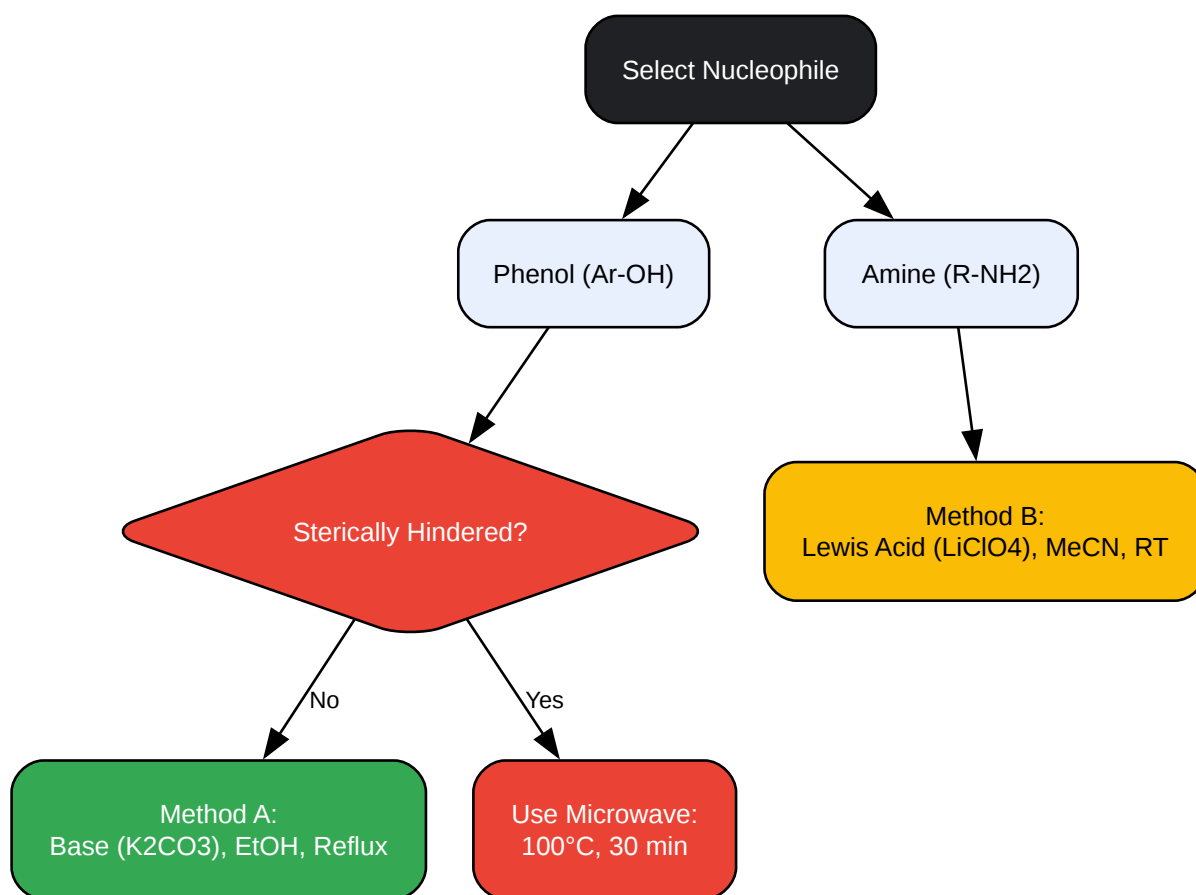 Select Nucleophile
Phenol (Ar-OH)
Amine (R-NH2)
Sterically Hindered?
Method B:
Lewis Acid (LiClO4), MeCN, RT
No
Yes
Method A:
Base (K2CO3), EtOH, Reflux
Use Microwave:
100°C, 30 min